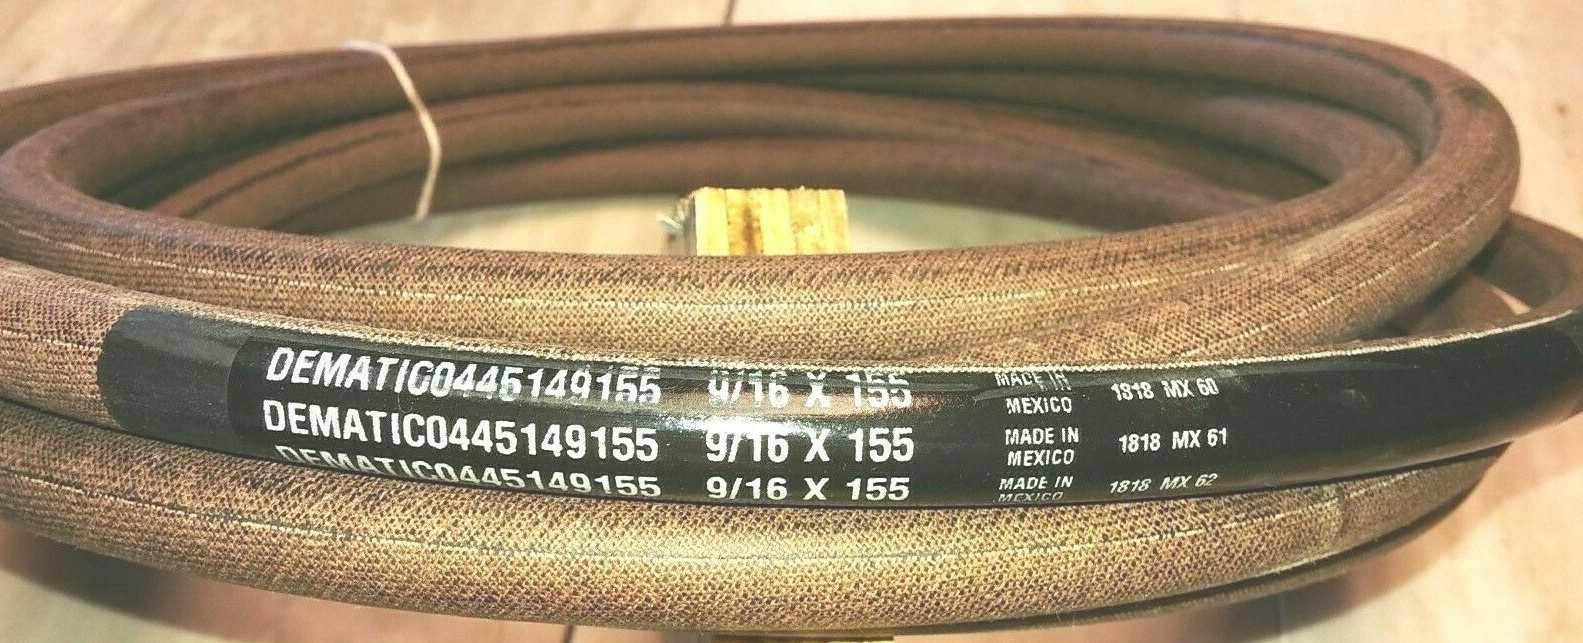 DEMATIC0445149155 9/16 X 155 MADE IN MEXICO 1818 MX 60
DEMATIC0445149155 9/16 X 155 MADE IN MEXICO 1818 MX 61
DEMATIC0445149155 9/16 X 155 MADE IN MEXICO 1818 MX 62